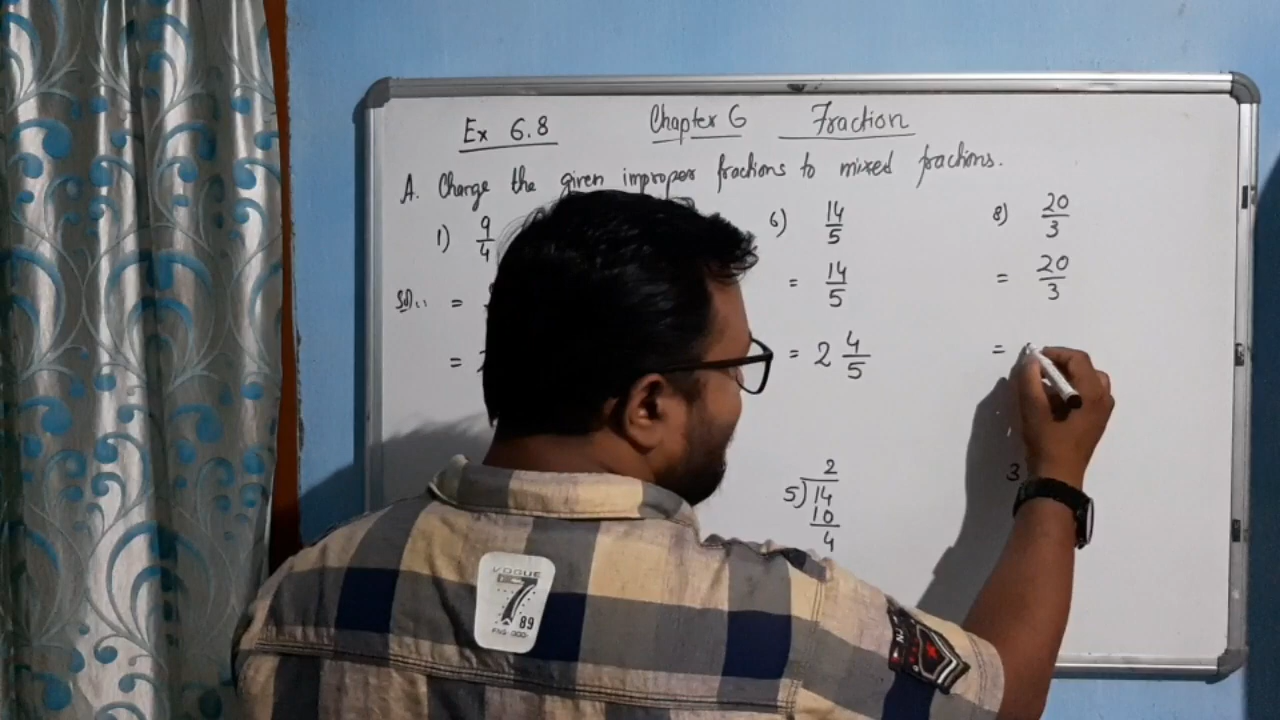 Ex 6.8 Chapter 6 Fraction
A. Change the given improper fractions to mixed fractions.
1) 9/4 6) 14/5 8) 20/3
Sol:. = = 14/5 = 20/3
= 2 = 2 4/5 =
2
5)14 3
10
4
VOGUE
7
89